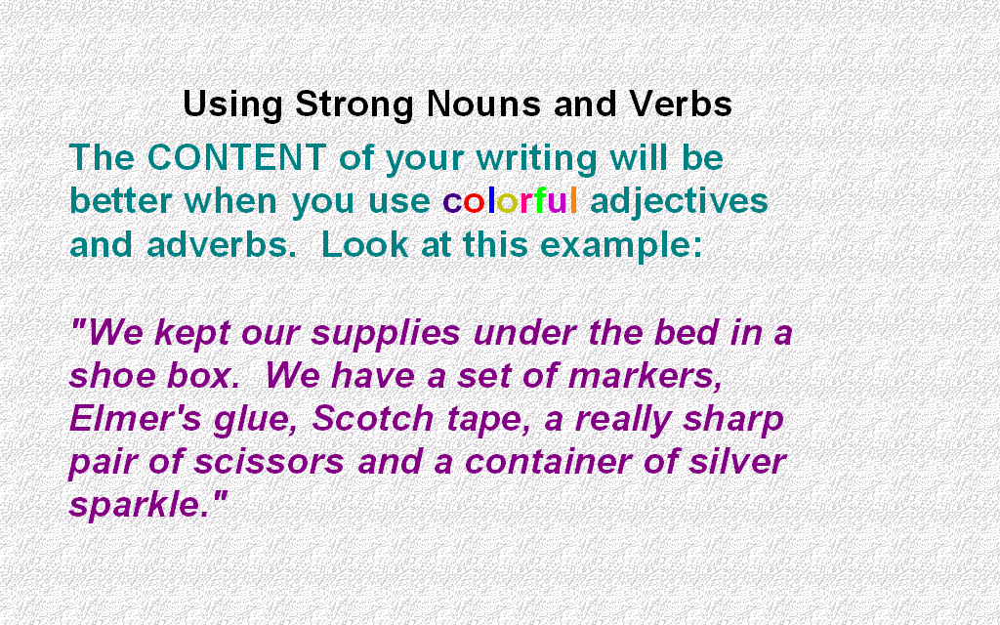 Using Strong Nouns and Verbs
The CONTENT of your writing will be
better when you use colorful adjectives
and adverbs.  Look at this example:
"We kept our supplies under the bed in a
shoe box.  We have a set of markers,
Elmer's glue, Scotch tape, a really sharp
pair of scissors and a container of silver
sparkle."